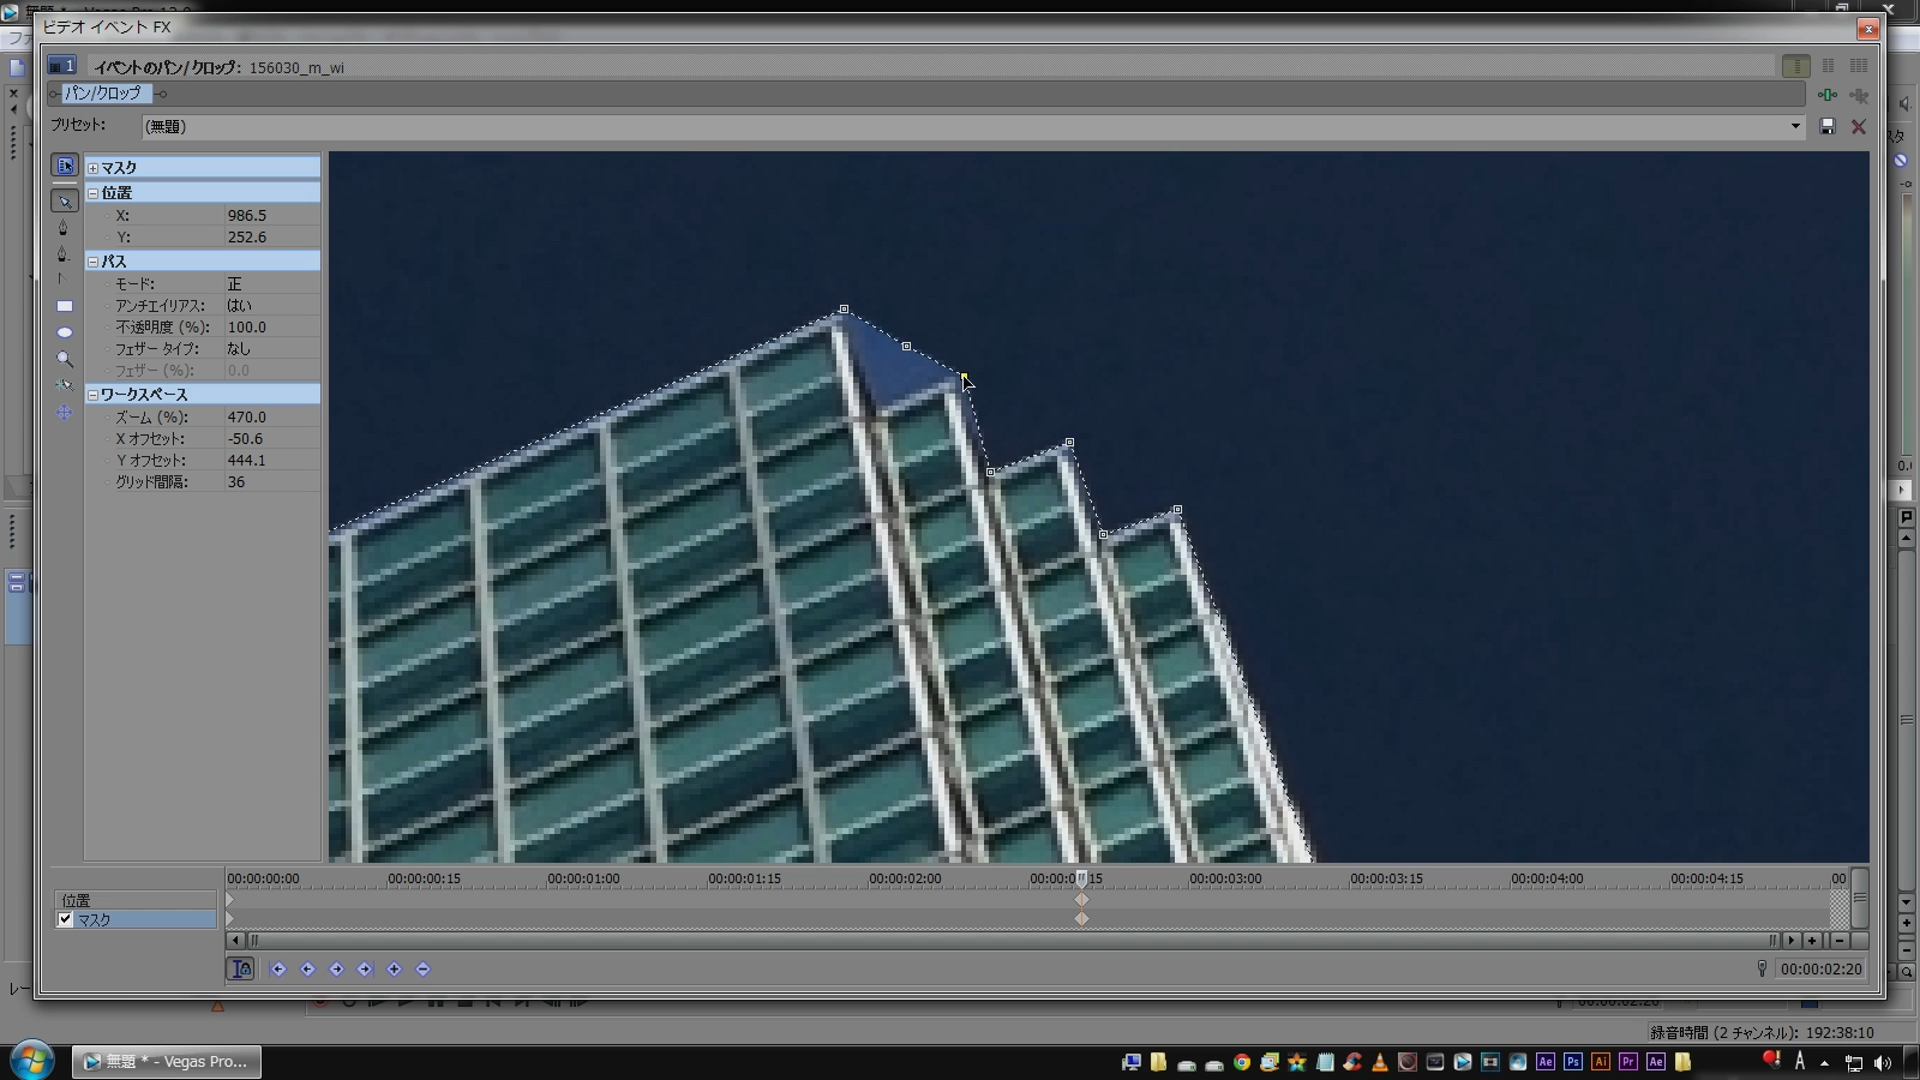 ビデオ イベント FX
1 イベントのパン/クロップ: 156030_m_wi
パン/クロップ
プリセット: (無題)
マスク
位置
X: 986.5
Y: 252.6
パス
モード: 正
アンチエイリアス: はい
不透明度 (%): 100.0
フェザー タイプ: なし
フェザー (%): 0.0
ワークスペース
ズーム (%): 470.0
X オフセット: -50.6
Y オフセット: 444.1
グリッド間隔: 36
00:00:00:00 00:00:00:15 00:00:01:00 00:00:01:15 00:00:02:00 00:00:03:00 00:00:03:15 00:00:04:00 00:00:04:15 00
位置
マスク
00:00:02:20
録音時間 (2 チャンネル): 192:38:10
無題 * - Vegas Pro...
Ae Ps Ai Pr Ae
A